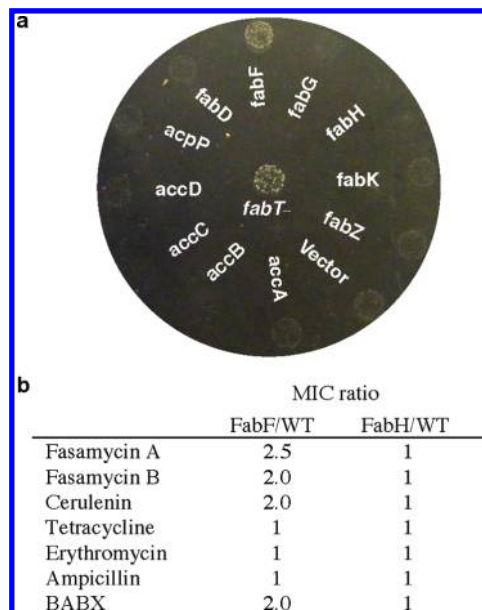 a
fabF
fabG
fabD
fabH
acpP
fabK
accD
fabT
fabZ
accC
Vector
accB
accA
b
MIC ratio
FabF/WT FabH/WT
Fasamycin A 2.5 1
Fasamycin B 2.0 1
Cerulenin 2.0 1
Tetracycline 1 1
Erythromycin 1 1
Ampicillin 1 1
BABX 2.0 1